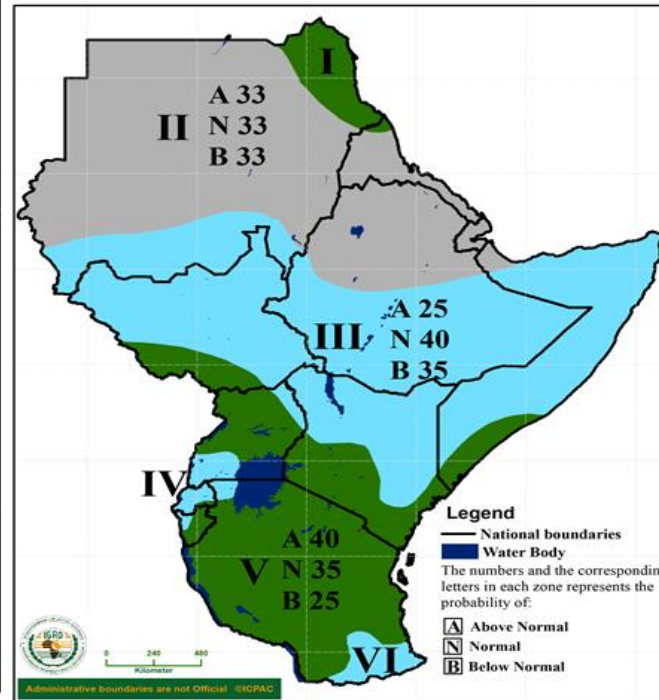 I
II
A 33
N 33
B 33
III
A 25
N 40
B 35
IV
V
A 40
N 35
B 25
VI
Legend
National boundaries
Water Body
The numbers and the correspondin
letters in each zone represents the
probability of:
A Above Normal
N Normal
B Below Normal
IGAD
0 240 480
Kilometer
Administrative boundaries are not Official ©ICPAC